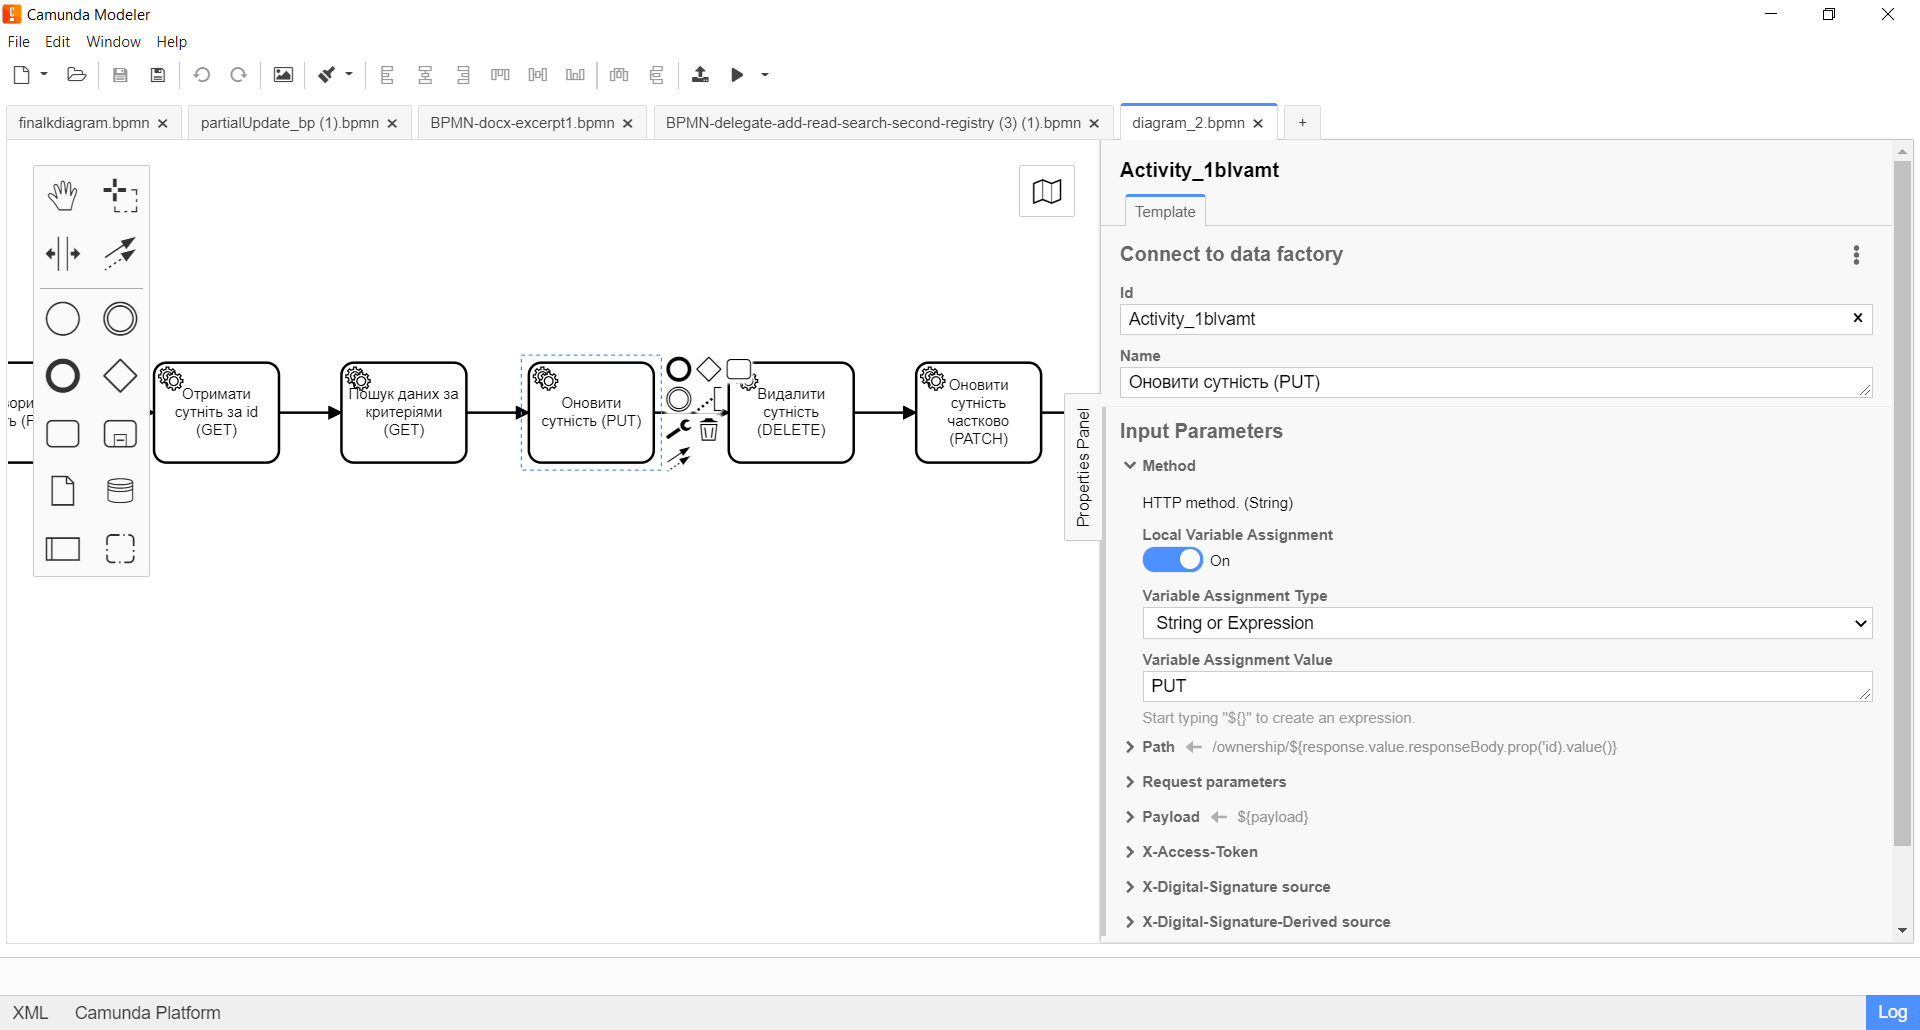 Camunda Modeler
File Edit Window Help
finalkdiagram.bpmn
partialUpdate_bp (1).bpmn
BPMN-docx-excerpt1.bpmn
BPMN-delegate-add-read-search-second-registry (3) (1).bpmn
diagram_2.bpmn
+
ори
ь (F
Отримати
сутніть за id
(GET)
Пошук даних за
критеріями
(GET)
Оновити
сутність (PUT)
Видалити
сутність
(DELETE)
Оновити
сутність
частково
(PATCH)
Properties Panel
Activity_1blvamt
Template
Connect to data factory
Id
Activity_1blvamt
Name
Оновити сутність (PUT)
Input Parameters
Method
HTTP method. (String)
Local Variable Assignment
On
Variable Assignment Type
String or Expression
Variable Assignment Value
PUT
Start typing "${}" to create an expression.
Path /ownership/${response.value.responseBody.prop('id).value()}
Request parameters
Payload ${payload}
X-Access-Token
X-Digital-Signature source
X-Digital-Signature-Derived source
XML Camunda Platform
Log